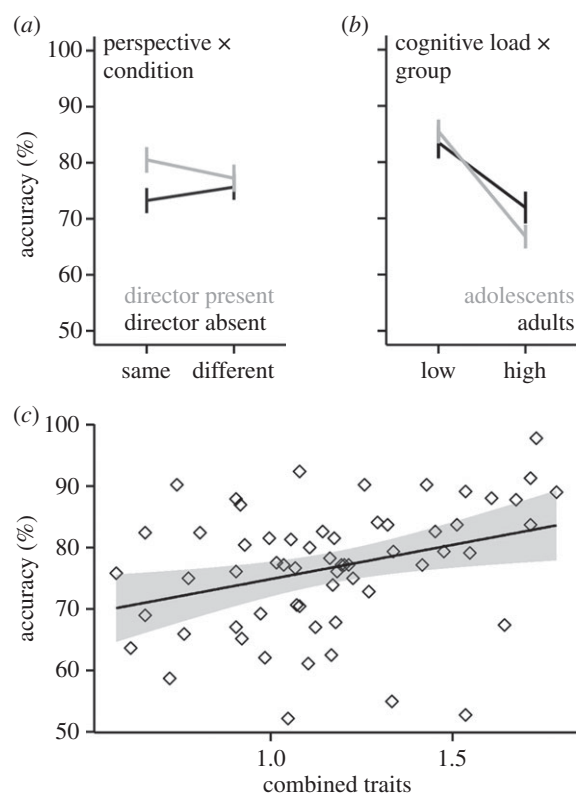 (a)
perspective ×
condition
100
90
80
70
60
50
accuracy (%)
director present
director absent
same different
(b)
cognitive load ×
group
adolescents
adults
low high
(c)
100
90
80
70
60
50
accuracy (%)
1.0 1.5
combined traits